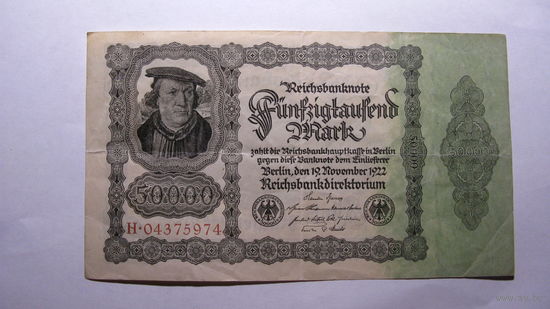 Reichsbanknote
Fünfzigtausend
Mark
zahlt die Reichsbankhauptkasse in Berlin
gegen diese Banknote dem Einlieferer
Berlin, den 19. November 1922
Reichsbankdirektorium
50000
50000
H·04375974